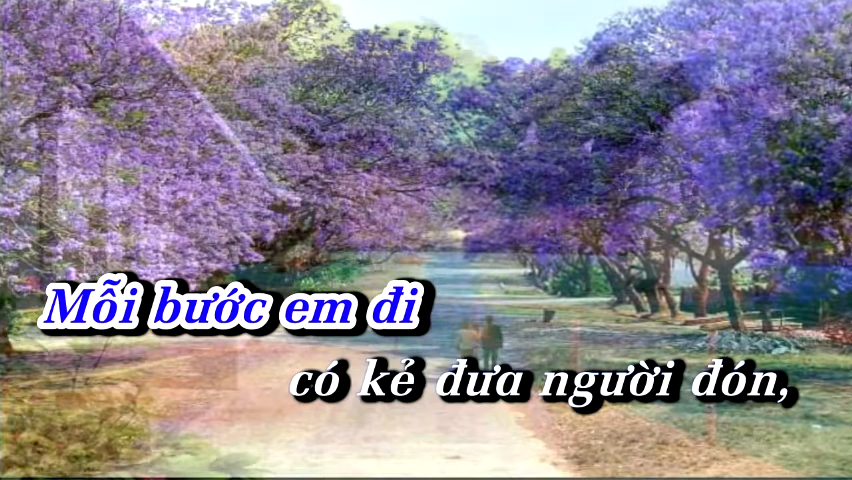 Mỗi bước em đi
có kẻ đưa người đón,